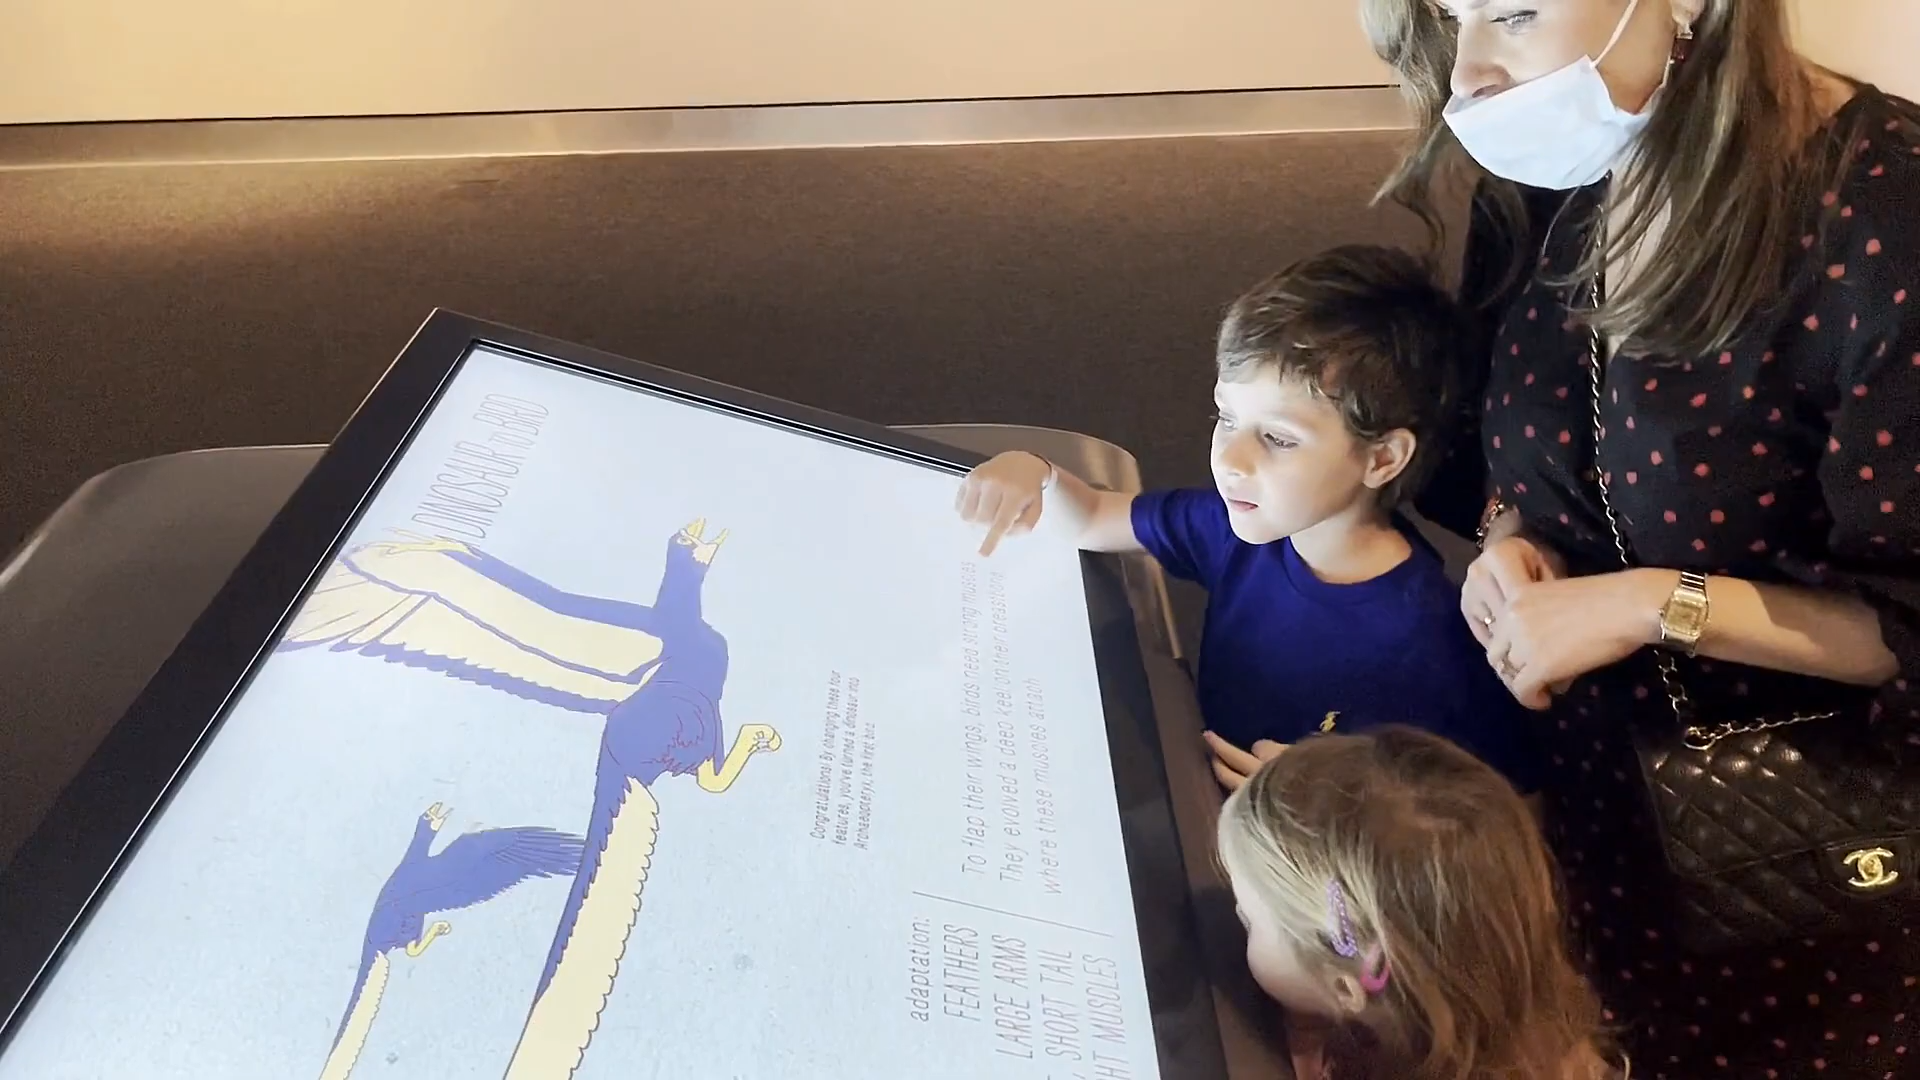 DINOSAUR TO BIRD
Congratulations! By changing these four
features, you've turned a dinosaur into
Archaeopteryx, the first bird
To flap their wings, birds need strong muscles
They evolved a deep keel on their breastbone
where these muscles attach
adaptation:
FEATHERS
LARGE ARMS
SHORT TAIL
MUSCLES